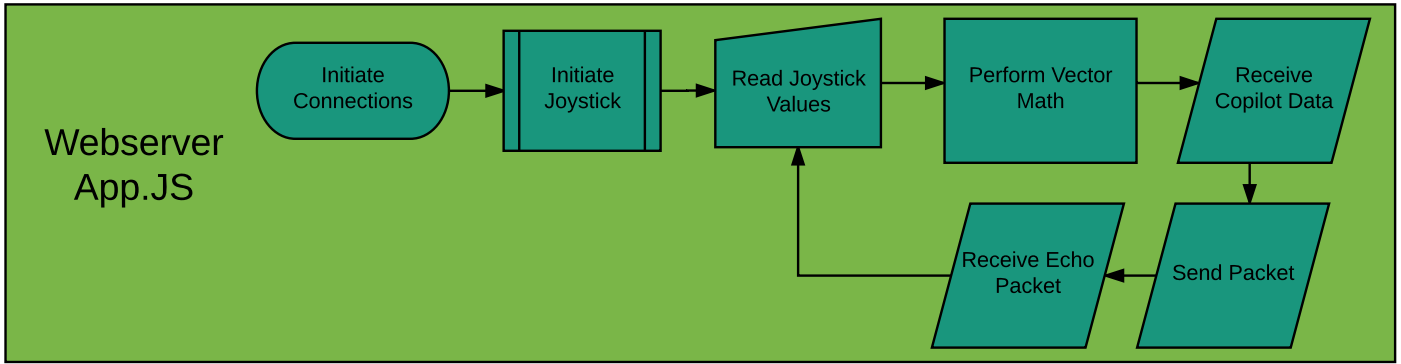 Webserver
App.JS
Initiate
Connections
Initiate
Joystick
Read Joystick
Values
Perform Vector
Math
Receive
Copilot Data
Send Packet
Receive Echo
Packet